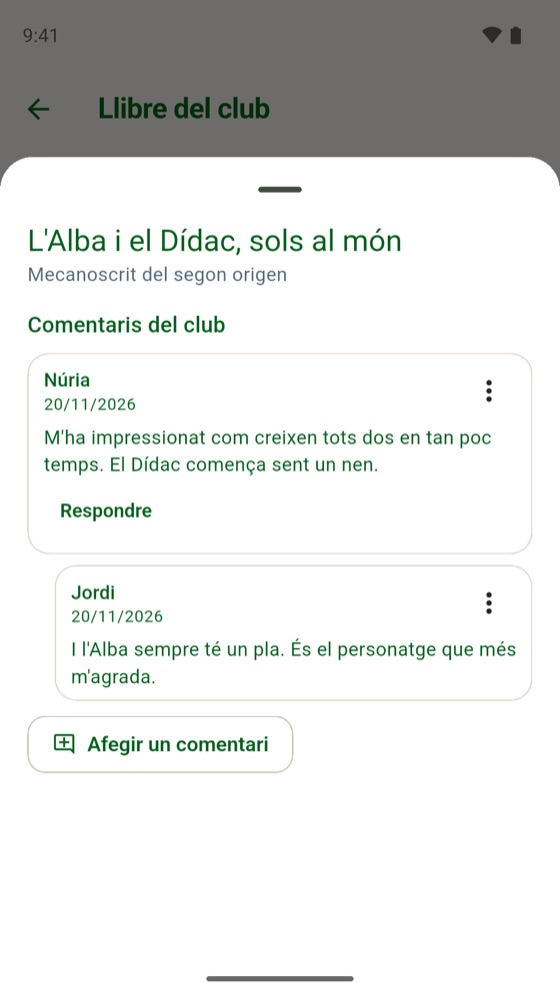 9:41
Llibre del club
L'Alba i el Dídac, sols al món
Mecanoscrit del segon origen
Comentaris del club
Núria
20/11/2026
M'ha impressionat com creixen tots dos en tan poc
temps. El Dídac comença sent un nen.
Respondre
Jordi
20/11/2026
I l'Alba sempre té un pla. És el personatge que més
m'agrada.
Afegir un comentari